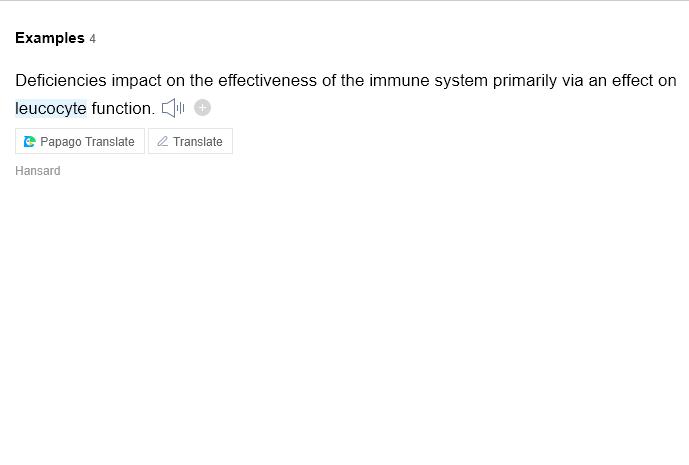 Examples 4
Deficiencies impact on the effectiveness of the immune system primarily via an effect on
leucocyte function.
Papago Translate Translate
Hansard